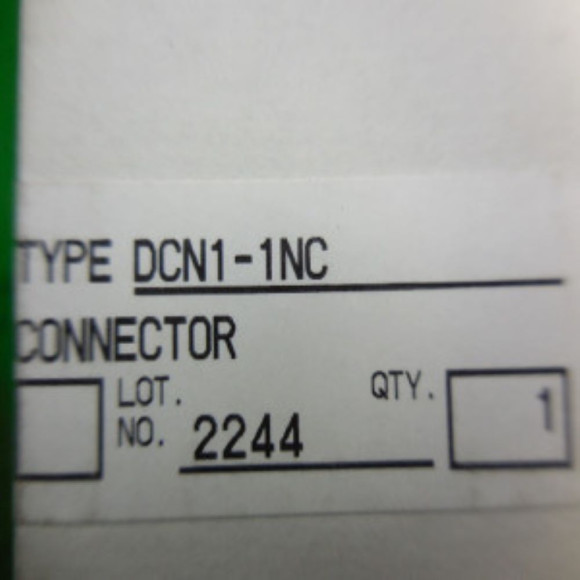 TYPE DCN1-1NC
CONNECTOR
LOT. NO. 2244 QTY. 1